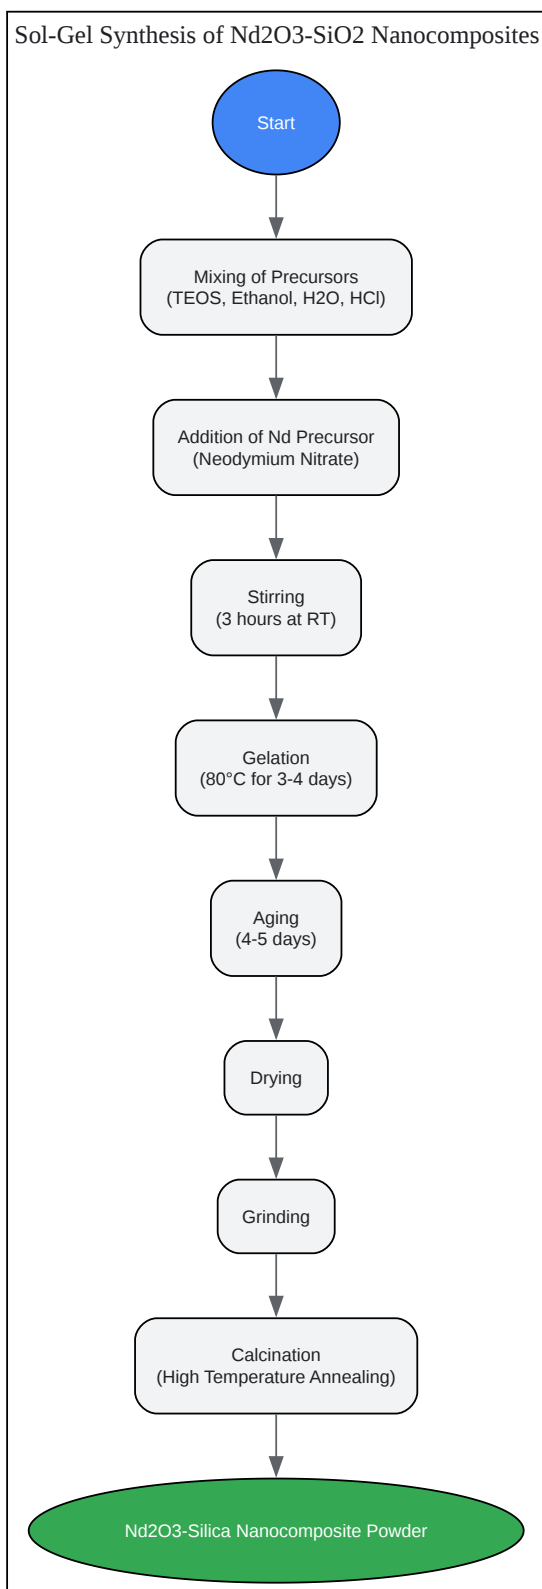 Sol-Gel Synthesis of Nd2O3-SiO2 Nanocomposites
Start
Mixing of Precursors
(TEOS, Ethanol, H2O, HCl)
Addition of Nd Precursor
(Neodymium Nitrate)
Stirring
(3 hours at RT)
Gelation
(80°C for 3-4 days)
Aging
(4-5 days)
Drying
Grinding
Calcination
(High Temperature Annealing)
Nd2O3-Silica Nanocomposite Powder